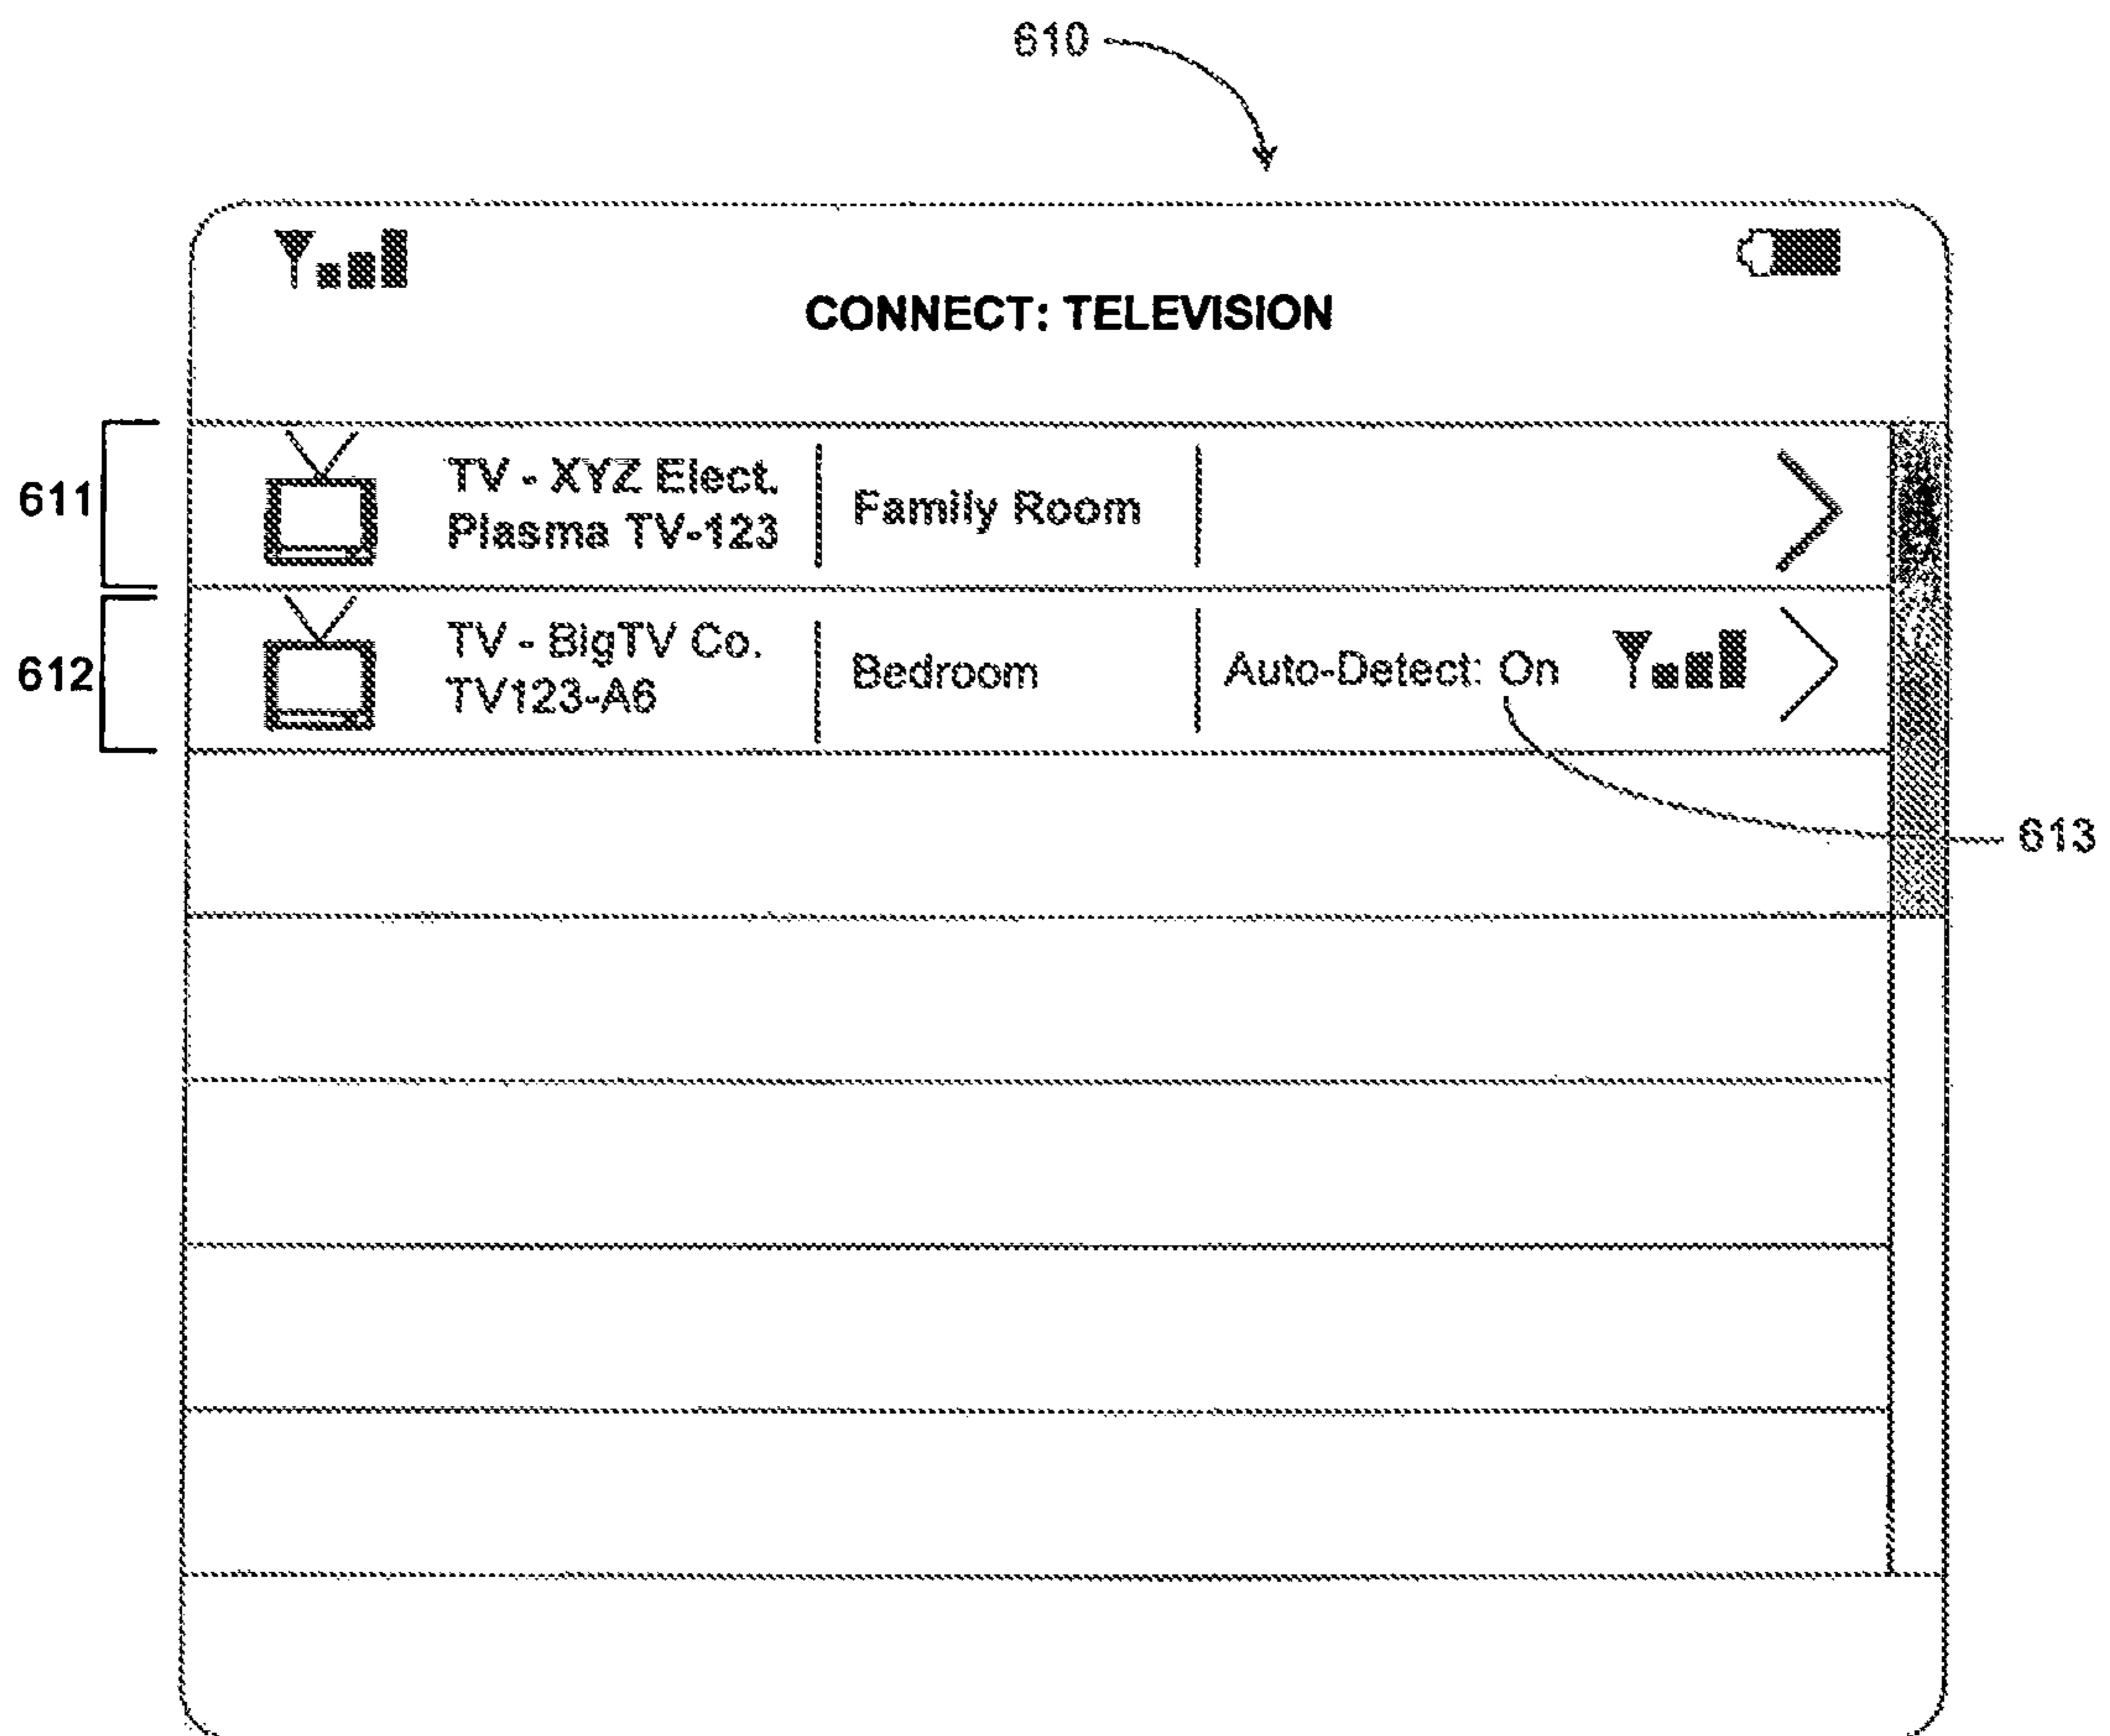 610
CONNECT: TELEVISION
611
TV - XYZ Elect.
Plasma TV-123
Family Room
612
TV - BigTV Co.
TV123-A6
Bedroom
Auto-Detect: On
613